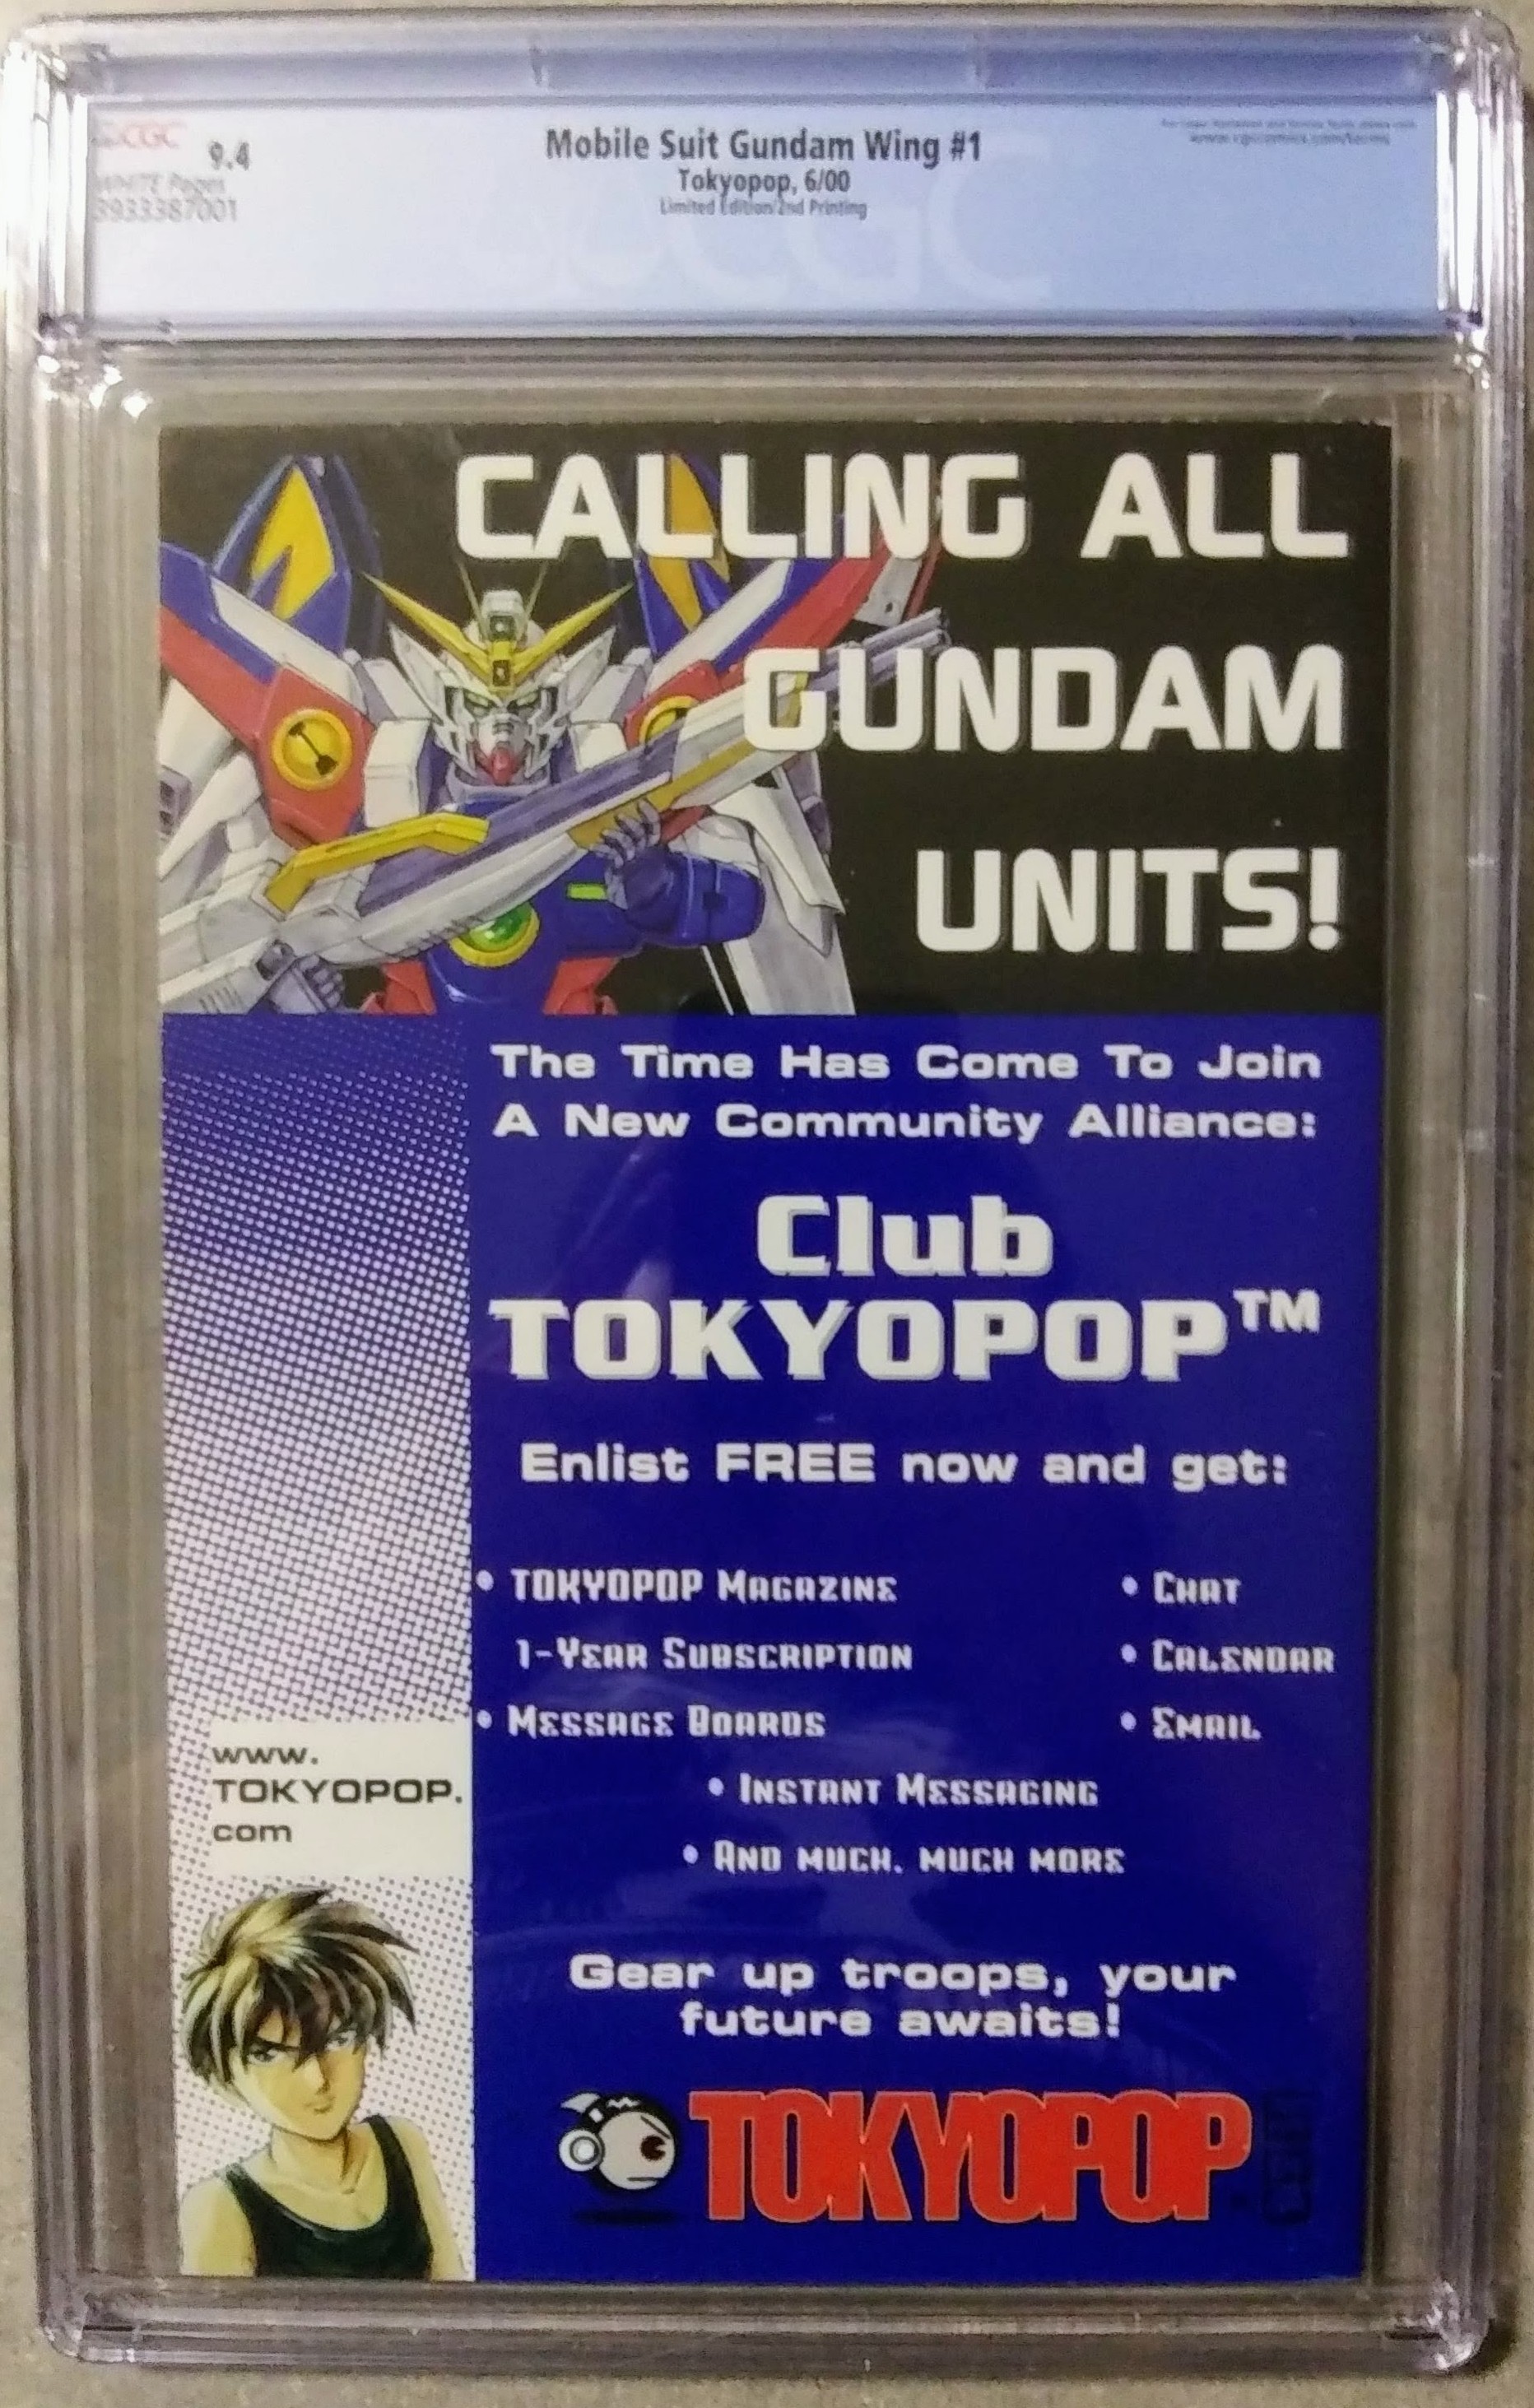 CGC
9.4
WHITE Pages
3933387001
Mobile Suit Gundam Wing #1
Tokyopop, 6/00
Limited Edition/2nd Printing
CGC
CALLING ALL
GUNDAM
UNITS!
The Time Has Come To Join
A New Community Alliance:
Club
TOKYOPOP™
Enlist FREE now and get:
• TOKYOPOP Magazine
1-Year Subscription
• Message Boards
• Chat
• Calendar
• Email
• Instant Messaging
• And much, much more
www.
TOKYOPOP.
com
Gear up troops, your
future awaits!
TOKYOPOP